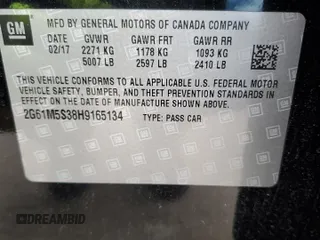 GM
MFD BY GENERAL MOTORS OF CANADA COMPANY
DATE GVWR GAWR FRT GAWR RR
02/17 2271 KG 1178 KG 1093 KG
5007 LB 2597 LB 2410 LB
THIS VEHICLE CONFORMS TO ALL APPLICABLE U.S. FEDERAL MOTOR
VEHICLE SAFETY, BUMPER, AND THEFT PREVENTION STANDARDS IN
EFFECT ON THE DATE OF MANUFACTURE SHOWN ABOVE.
2G61M5S38H9165134 TYPE: PASS CAR
© DREAMBID